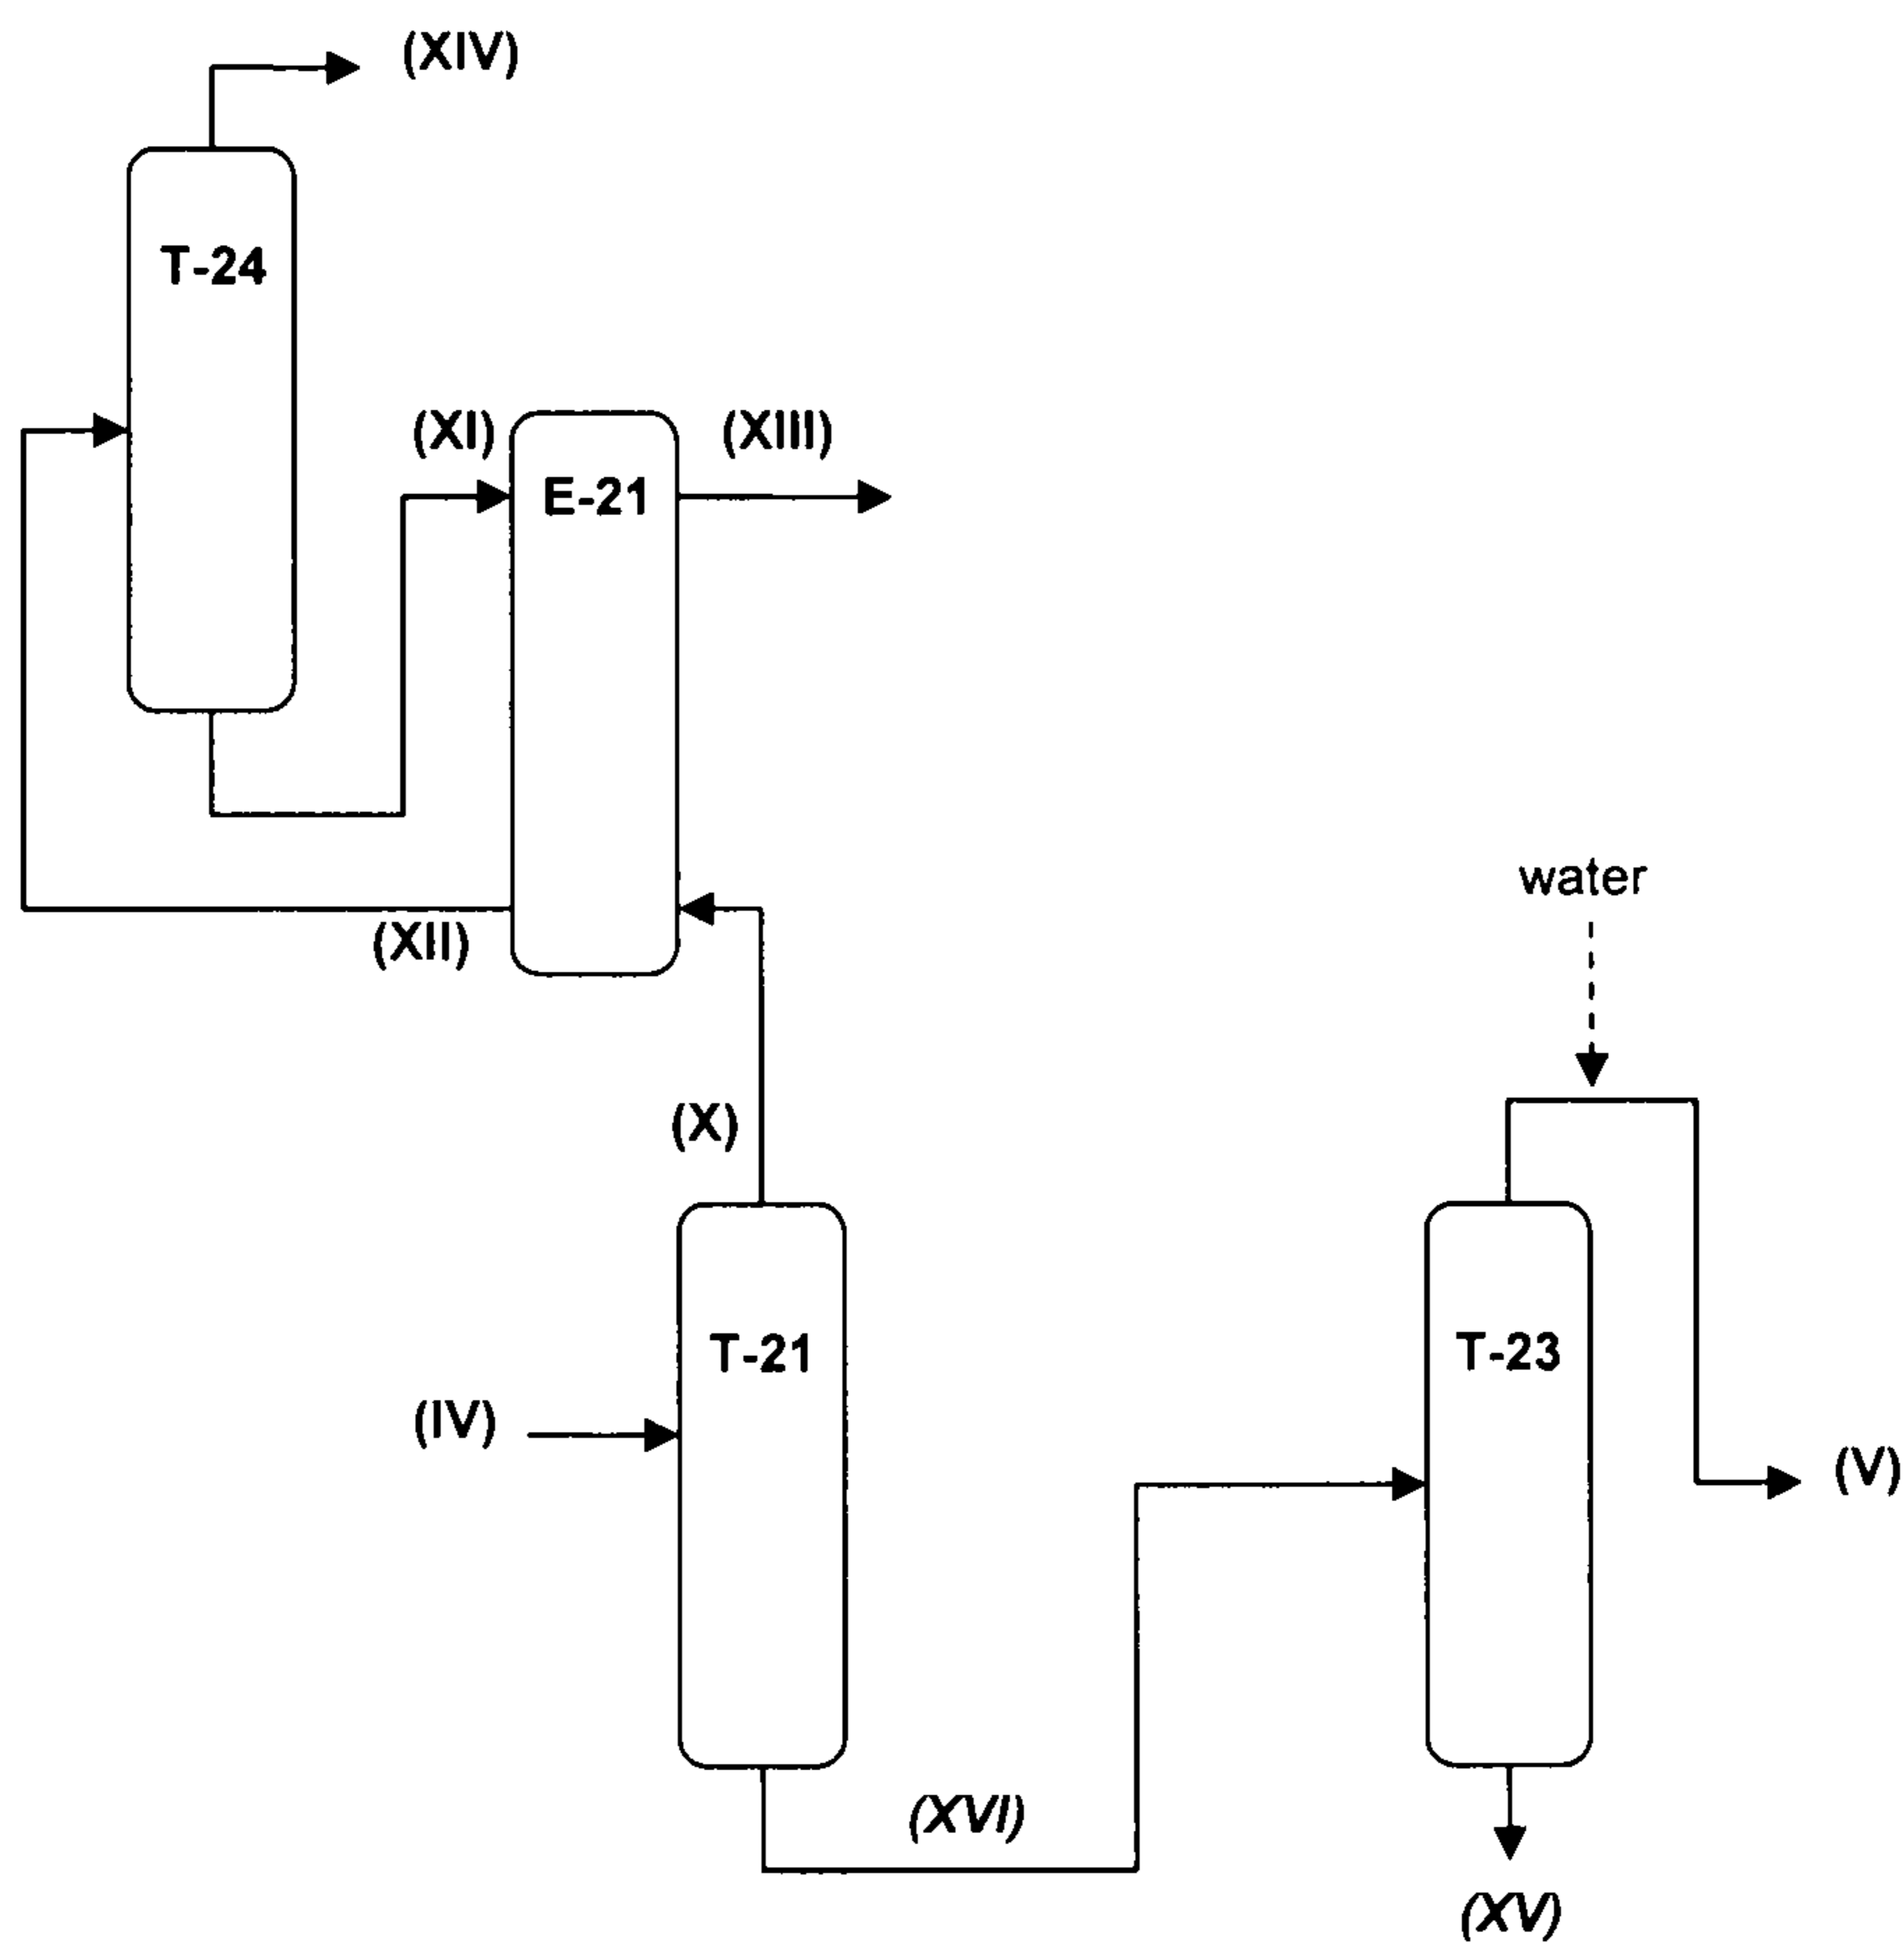 (XIV)
T-24
(XI)
(XIII)
E-21
water
(XII)
(X)
T-21
T-23
(IV)
(V)
(XVI)
(XV)